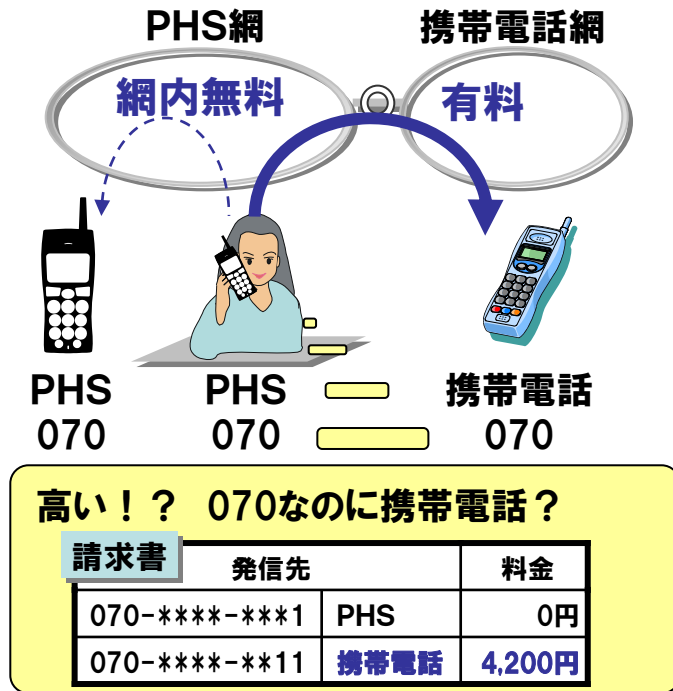 PHS網 携帯電話網
網内無料 有料
PHS PHS 携帯電話
070 070 070
高い！？ 070なのに携帯電話？
請求書
発信先 料金
070-****-***1 PHS 0円
070-****-**11 携帯電話 4,200円